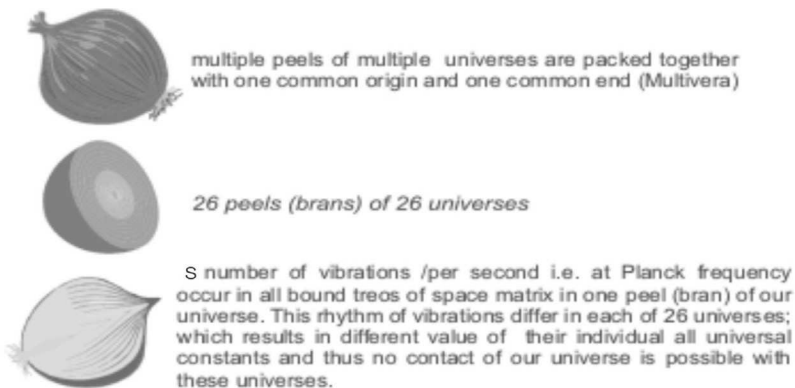 multiple peels of multiple universes are packed together
with one common origin and one common end (Multivera)
26 peels (brans) of 26 universes
S number of vibrations /per second i.e. at Planck frequency
occur in all bound treos of space matrix in one peel (bran) of our
universe. This rhythm of vibrations differ in each of 26 universes;
which results in different value of their individual all universal
constants and thus no contact of our universe is possible with
these universes.